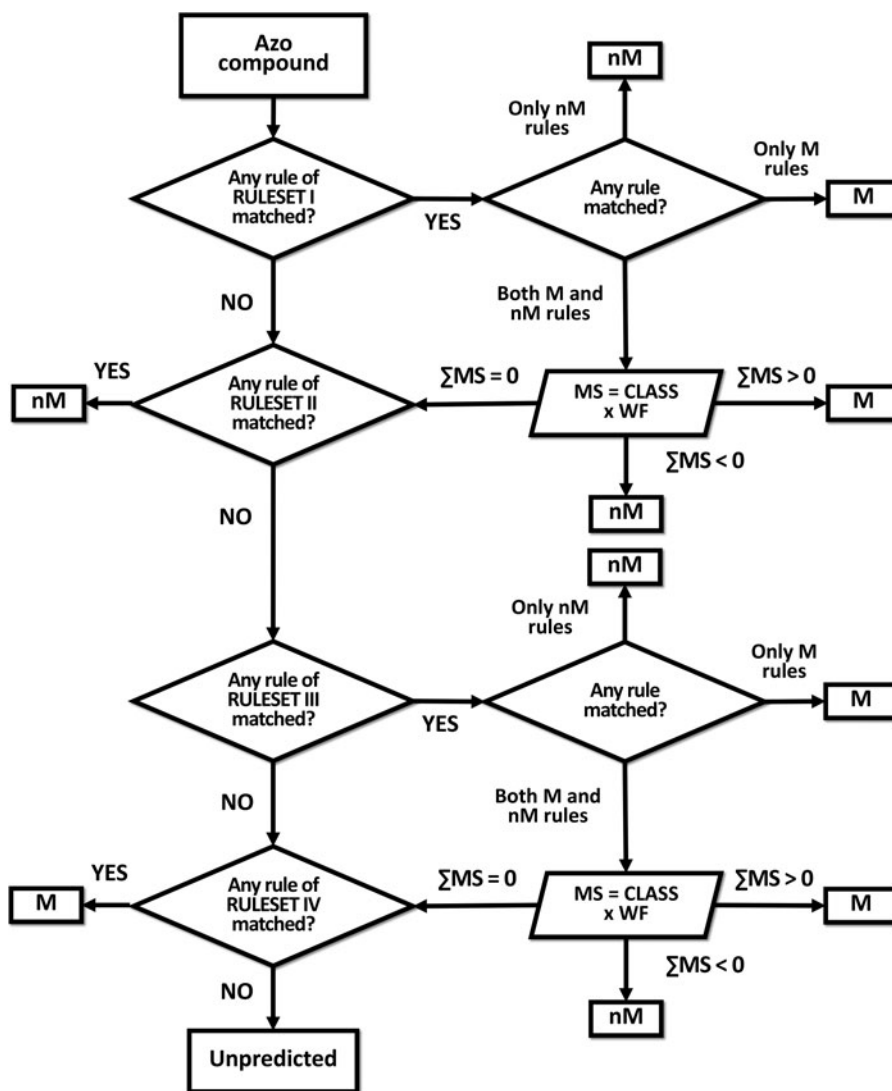 Azo
compound
nM
Only nM
rules
Only M
rules
Any rule of
RULESET I
matched?
YES
Any rule
matched?
M
NO
Both M and
nM rules
YES
nM
Any rule of
RULESET II
matched?
∑MS = 0
MS = CLASS
x WF
∑MS > 0
M
∑MS < 0
NO
nM
nM
Only nM
rules
Only M
rules
Any rule of
RULESET III
matched?
YES
Any rule
matched?
M
NO
Both M and
nM rules
YES
M
Any rule of
RULESET IV
matched?
∑MS = 0
MS = CLASS
x WF
∑MS > 0
M
∑MS < 0
NO
nM
Unpredicted